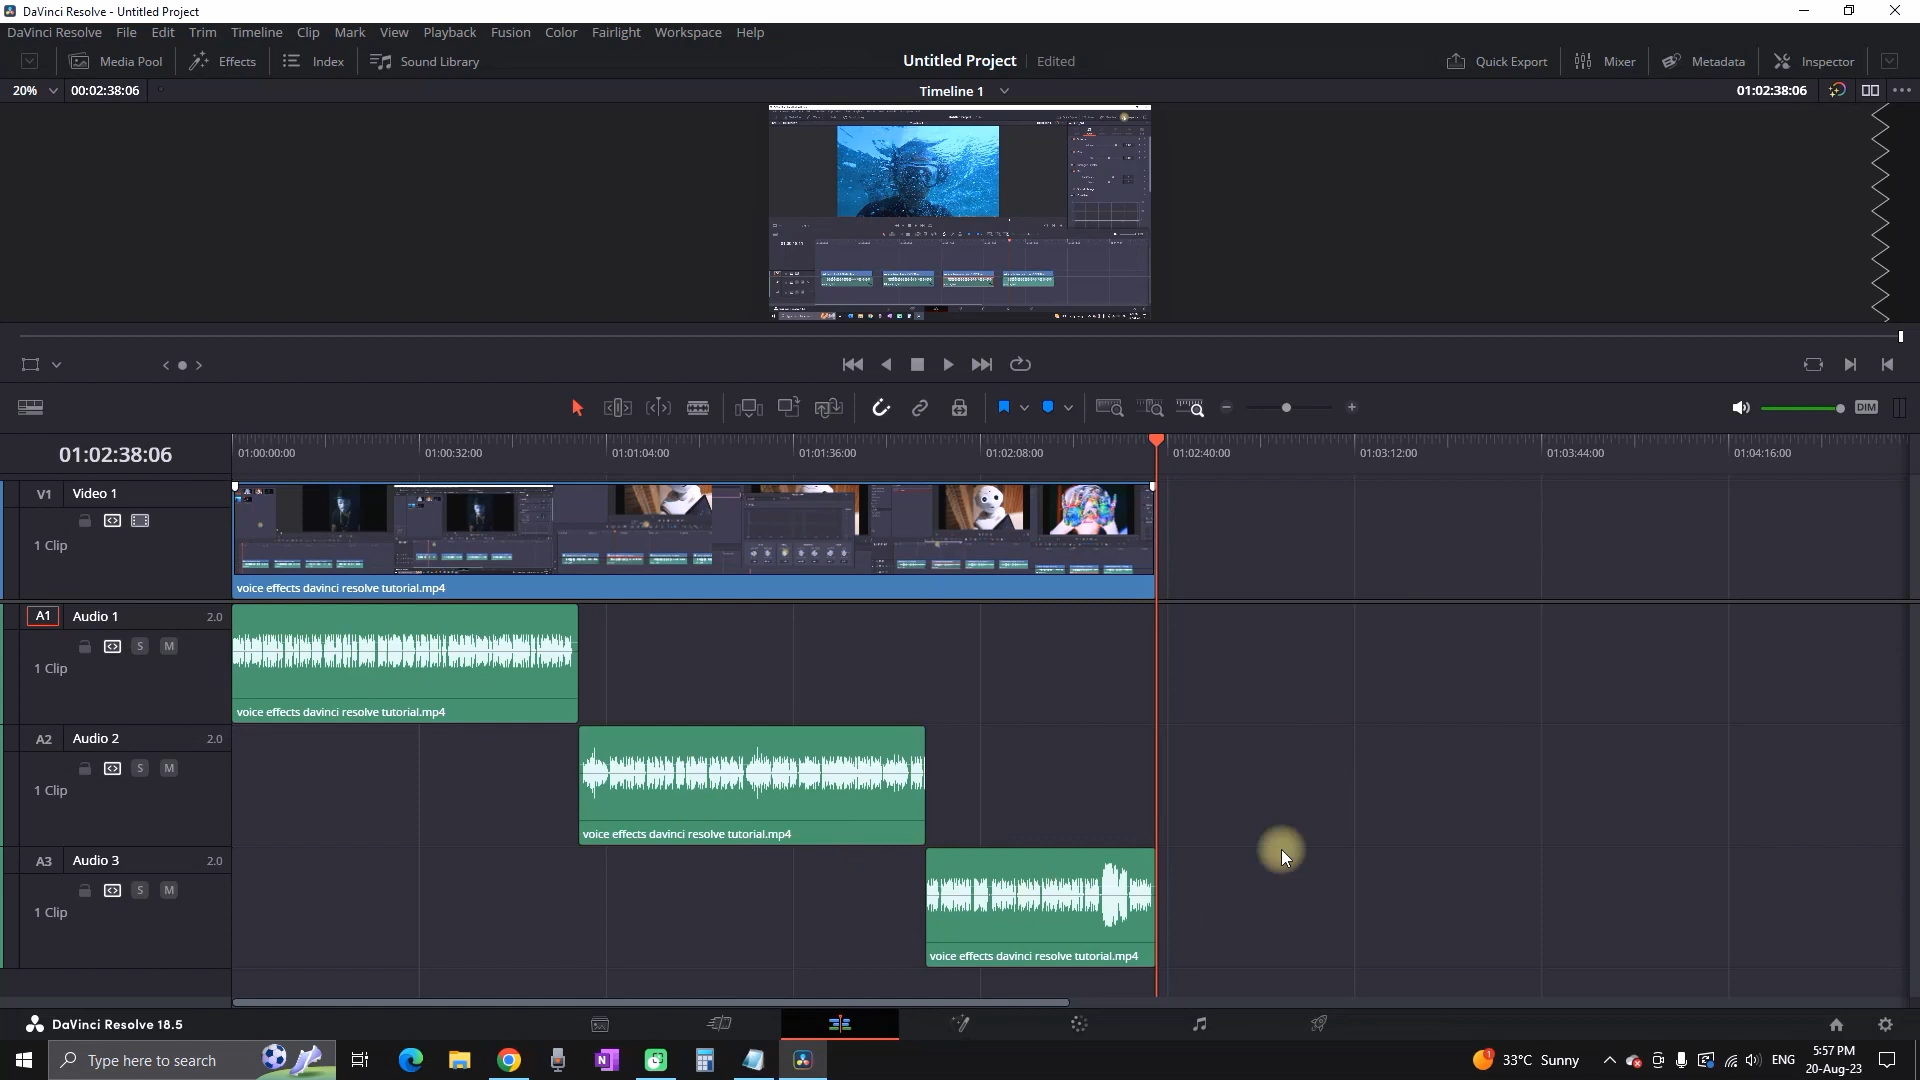 DaVinci Resolve - Untitled Project
DaVinci Resolve File Edit Trim Timeline Clip Mark View Playback Fusion Color Fairlight Workspace Help
Media Pool Effects Index Sound Library Untitled Project Edited Quick Export Mixer Metadata Inspector
20% 00:02:38:06 Timeline 1 01:02:38:06
DIM
01:02:38:06 01:00:00:00 01:00:32:00 01:01:04:00 01:01:36:00 01:02:08:00 01:02:40:00 01:03:12:00 01:03:44:00 01:04:16:00
V1 Video 1
1 Clip
voice effects davinci resolve tutorial.mp4
A1 Audio 1 2.0
S M
1 Clip
voice effects davinci resolve tutorial.mp4
A2 Audio 2 2.0
S M
1 Clip
voice effects davinci resolve tutorial.mp4
A3 Audio 3 2.0
S M
1 Clip
voice effects davinci resolve tutorial.mp4
DaVinci Resolve 18.5
Type here to search 1 33°C Sunny ENG 5:57 PM
20-Aug-23